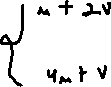 u + 2v
4u + v